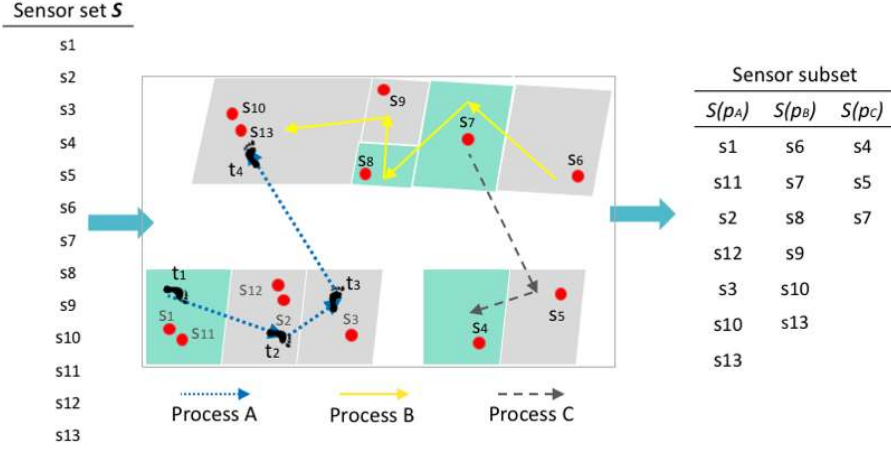 Sensor set S
s1
s2
s3
s4
s5
s6
s7
s8
s9
s10
s11
s12
s13
s10
s13
t4
s9
s8
s7
s6
t1
s1
s11
s12
s2
t2
t3
s3
s4
s5
Process A
Process B
Process C
Sensor subset
S(pA) S(pB) S(pC)
s1 s6 s4
s11 s7 s5
s2 s8 s7
s12 s9
s3 s10
s10 s13
s13